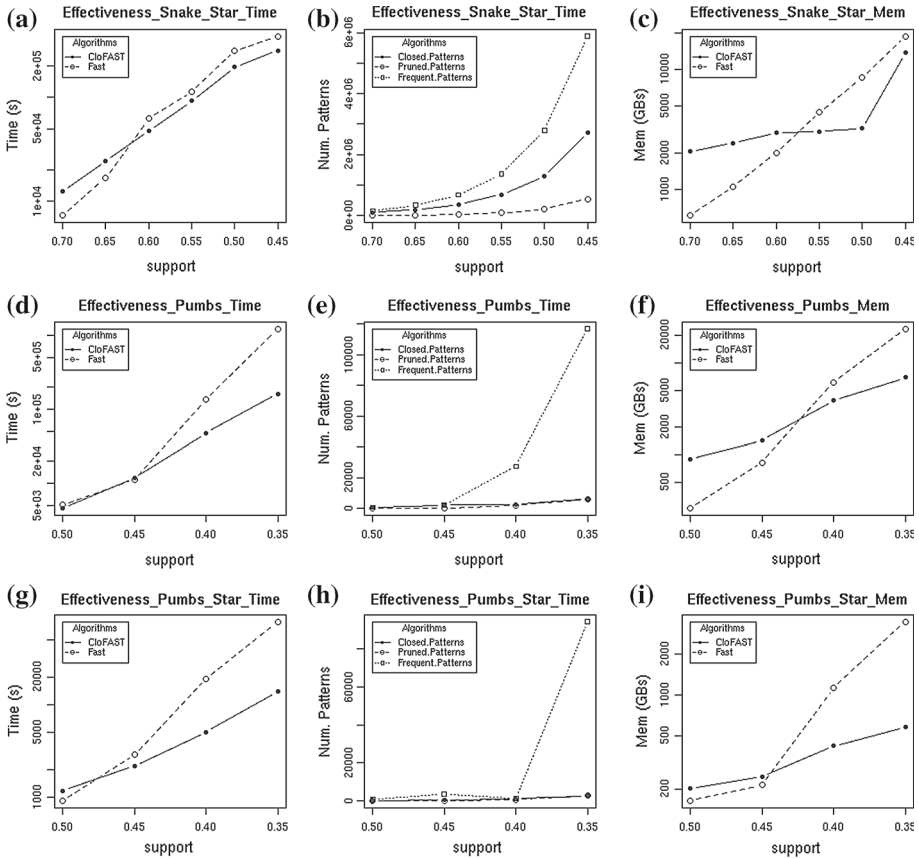 (a) Effectiveness_Snake_Star_Time
Algorithms
CloFAST
Fast
Time (s)
2e+05
5e+04
1e+04
0.70 0.65 0.60 0.55 0.50 0.45
support
(b) Effectiveness_Snake_Star_Time
Algorithms
Closed.Patterns
Pruned.Patterns
Frequent.Patterns
Num. Patterns
6e+06
4e+06
2e+06
0e+00
0.70 0.65 0.60 0.55 0.50 0.45
support
(c) Effectiveness_Snake_Star_Mem
Algorithms
CloFAST
Fast
Mem (GBs)
10000
5000
2000
1000
0.70 0.65 0.60 0.55 0.50 0.45
support
(d) Effectiveness_Pumbs_Time
Algorithms
CloFAST
Fast
Time (s)
5e+05
1e+05
2e+04
5e+03
0.50 0.45 0.40 0.35
support
(e) Effectiveness_Pumbs_Time
Algorithms
Closed.Patterns
Pruned.Patterns
Frequent.Patterns
Num. Patterns
100000
60000
20000
0
0.50 0.45 0.40 0.35
support
(f) Effectiveness_Pumbs_Mem
Algorithms
CloFAST
Fast
Mem (GBs)
20000
5000
2000
500
0.50 0.45 0.40 0.35
support
(g) Effectiveness_Pumbs_Star_Time
Algorithms
CloFAST
Fast
Time (s)
20000
5000
1000
0.50 0.45 0.40 0.35
support
(h) Effectiveness_Pumbs_Star_Time
Algorithms
Closed.Patterns
Pruned.Patterns
Frequent.Patterns
Num. Patterns
60000
20000
0
0.50 0.45 0.40 0.35
support
(i) Effectiveness_Pumbs_Star_Mem
Algorithms
CloFAST
Fast
Mem (GBs)
2000
1000
500
200
0.50 0.45 0.40 0.35
support